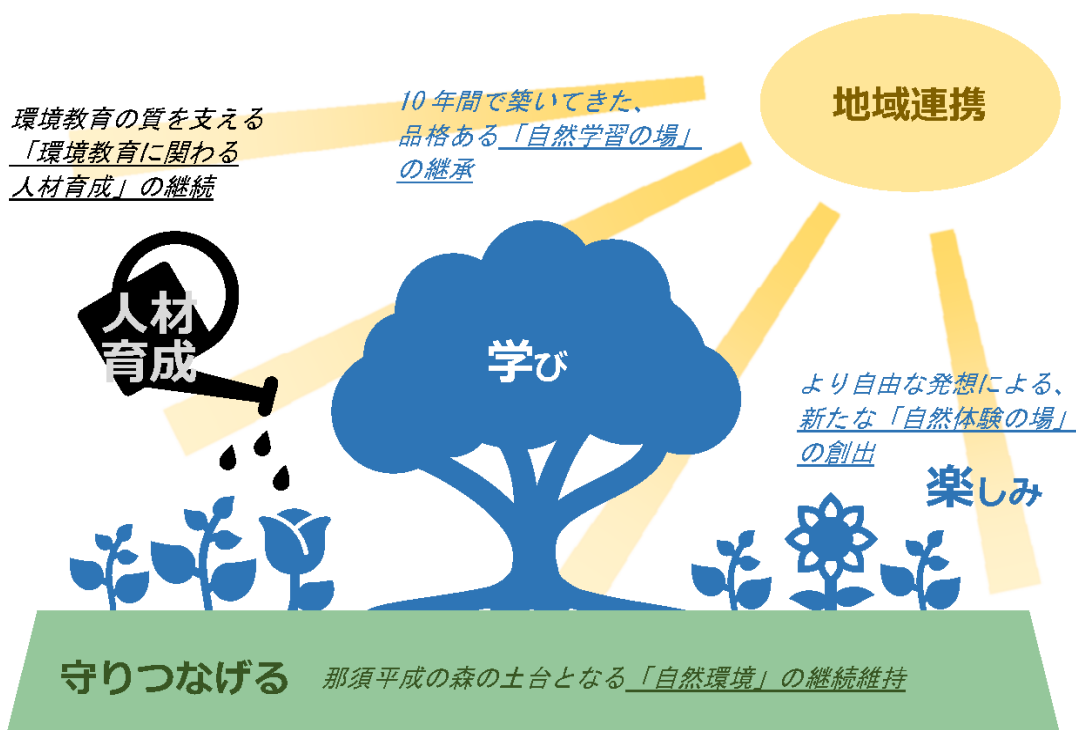 地域連携
環境教育の質を支える
「環境教育に関わる
人材育成」の継続
10年間で築いてきた、
品格ある「自然学習の場」
の継承
人材
育成
学び
より自由な発想による、
新たな「自然体験の場」
の創出
楽しみ
守りつなげる
那須平成の森の土台となる「自然環境」の継続維持